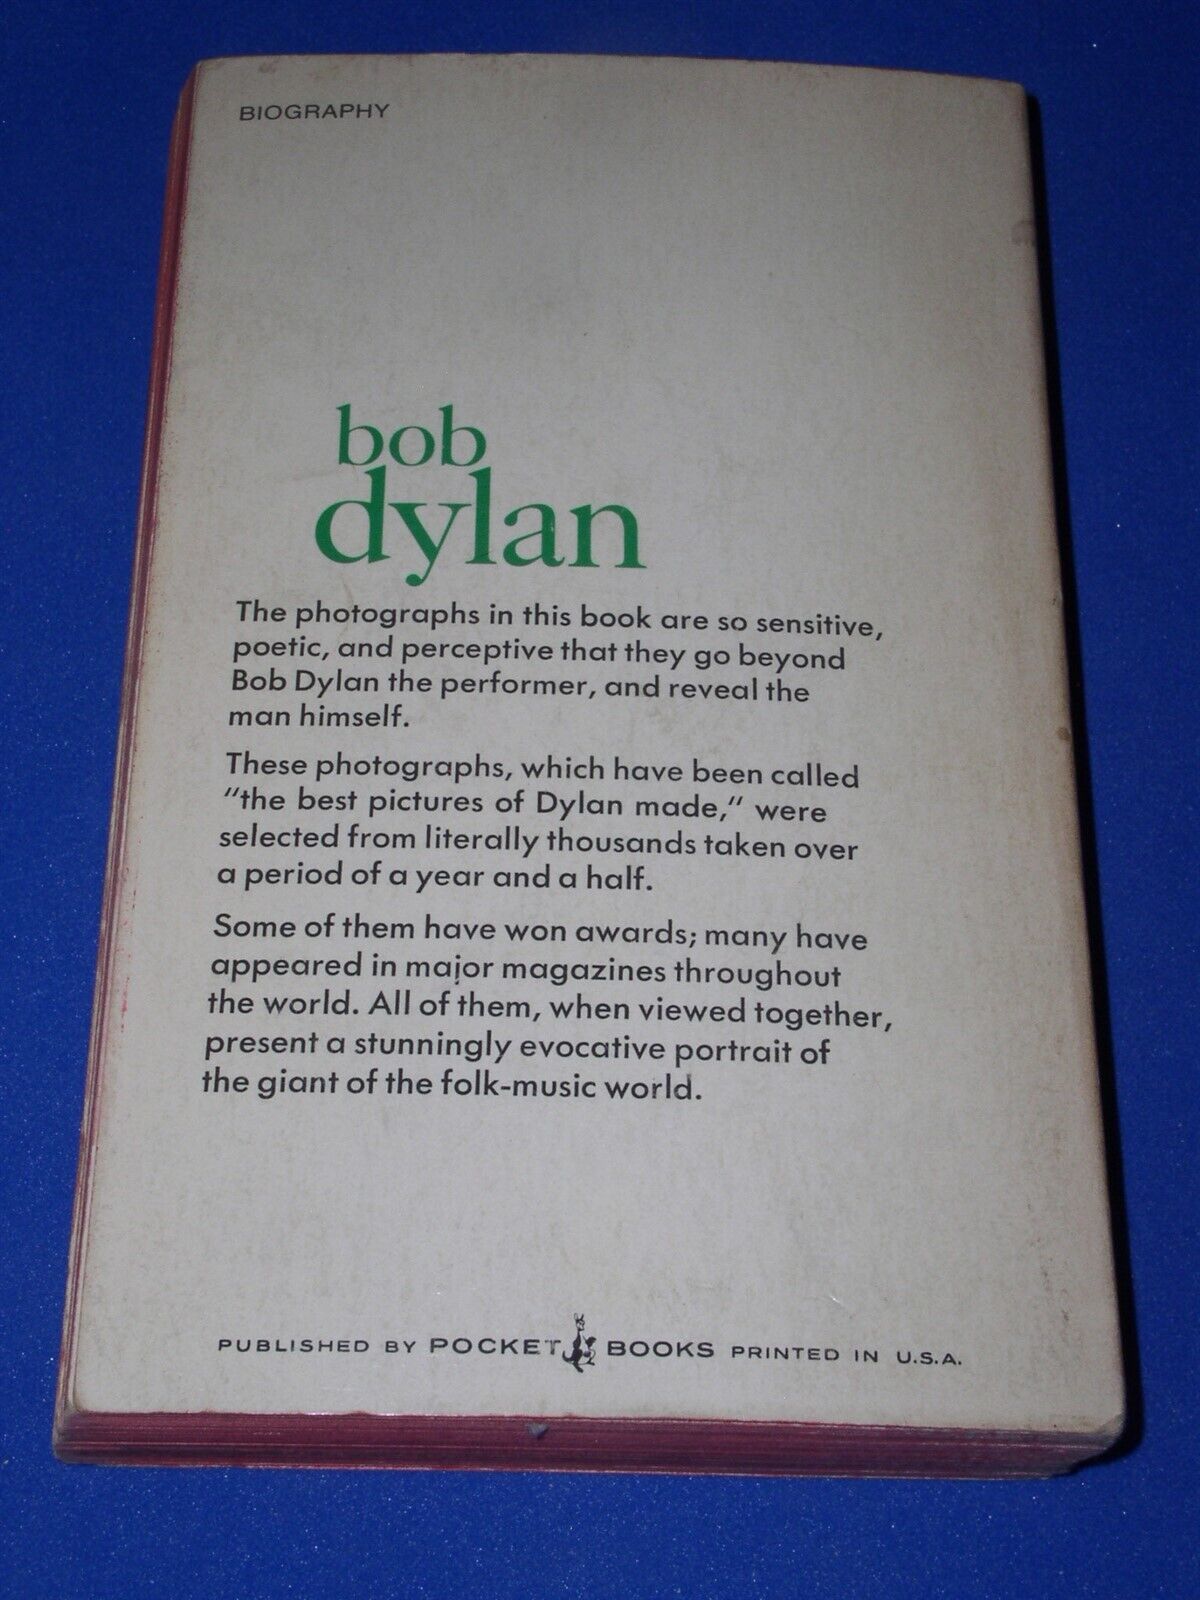 BIOGRAPHY
bob
dylan
The photographs in this book are so sensitive,
poetic, and perceptive that they go beyond
Bob Dylan the performer, and reveal the
man himself.
These photographs, which have been called
"the best pictures of Dylan made," were
selected from literally thousands taken over
a period of a year and a half.
Some of them have won awards; many have
appeared in major magazines throughout
the world. All of them, when viewed together,
present a stunningly evocative portrait of
the giant of the folk-music world.
PUBLISHED BY POCKET BOOKS PRINTED IN U.S.A.